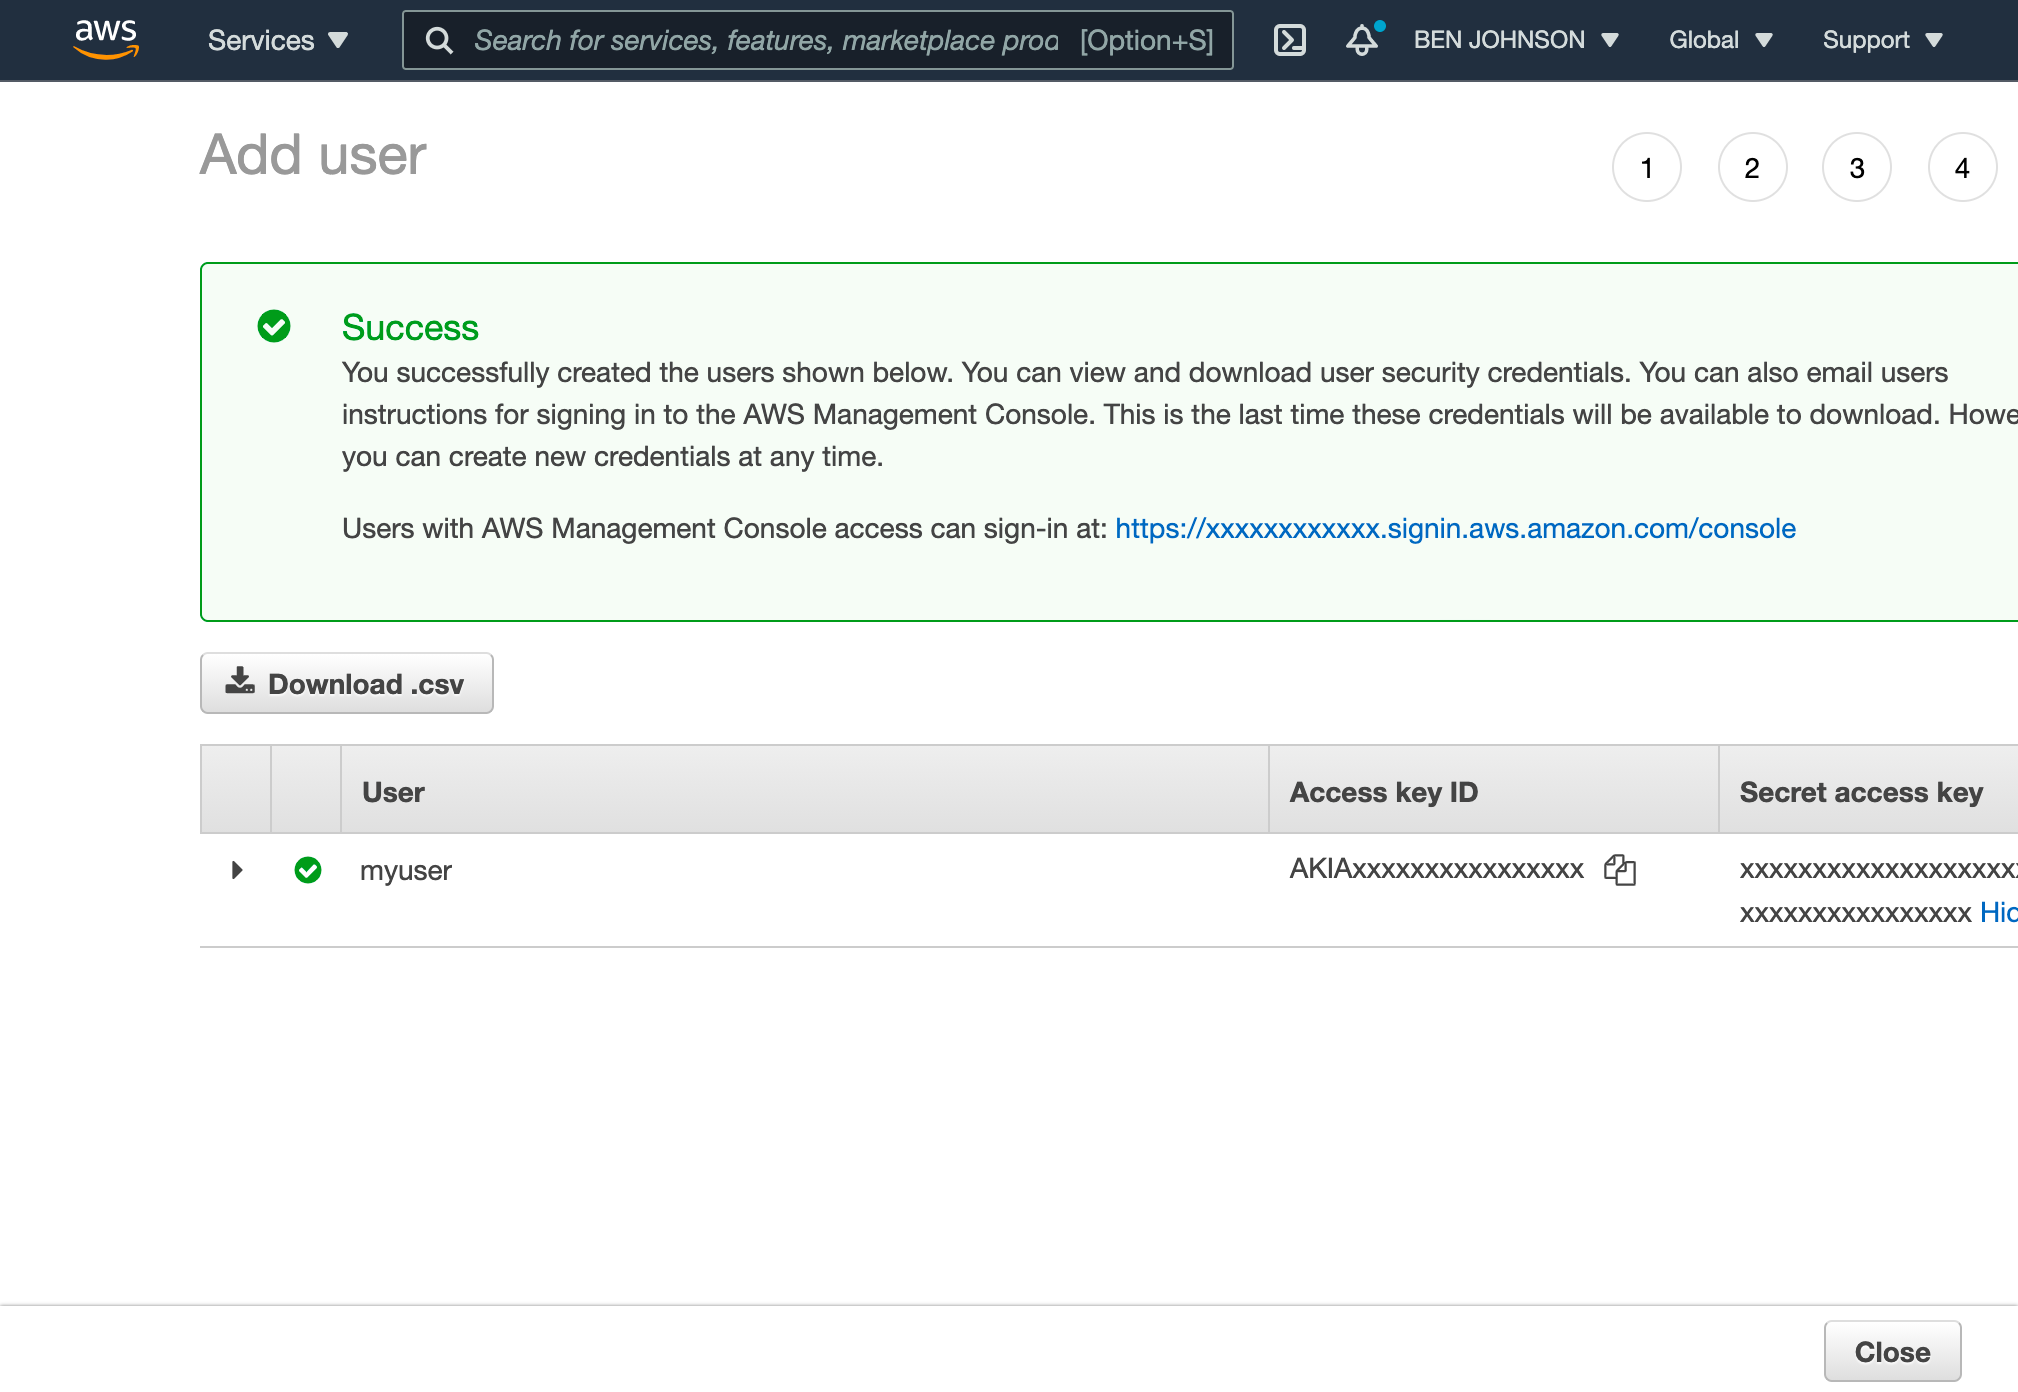 aws Services Search for services, features, marketplace prod [Option+S] BEN JOHNSON Global Support
Add user 1 2 3 4
Success
You successfully created the users shown below. You can view and download user security credentials. You can also email users
instructions for signing in to the AWS Management Console. This is the last time these credentials will be available to download. Howe
you can create new credentials at any time.
Users with AWS Management Console access can sign-in at: https://xxxxxxxxxxxx.signin.aws.amazon.com/console
Download .csv
User Access key ID Secret access key
myuser AKIAxxxxxxxxxxxxxxxx xxxxxxxxxxxxxxxxxxxx
xxxxxxxxxxxxxxxx Hid
Close